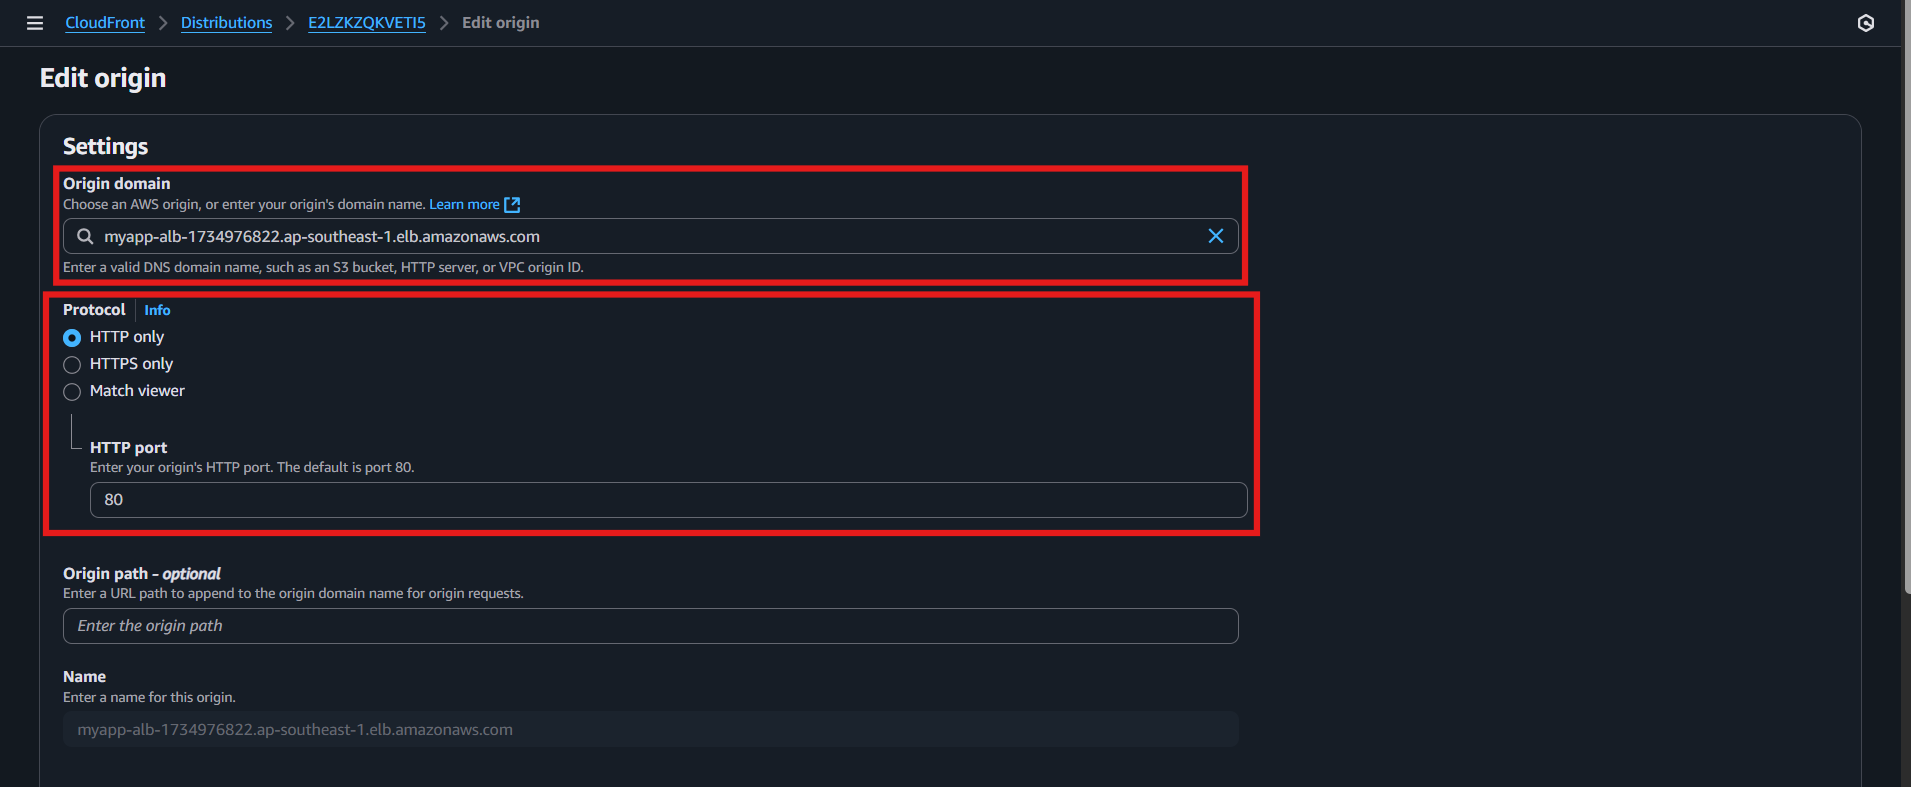 CloudFront > Distributions > E2LZKZQKVETI5 > Edit origin
Edit origin
Settings
Origin domain
Choose an AWS origin, or enter your origin's domain name. Learn more
myapp-alb-1734976822.ap-southeast-1.elb.amazonaws.com
Enter a valid DNS domain name, such as an S3 bucket, HTTP server, or VPC origin ID.
Protocol | Info
HTTP only
HTTPS only
Match viewer
HTTP port
Enter your origin's HTTP port. The default is port 80.
80
Origin path - optional
Enter a URL path to append to the origin domain name for origin requests.
Enter the origin path
Name
Enter a name for this origin.
myapp-alb-1734976822.ap-southeast-1.elb.amazonaws.com